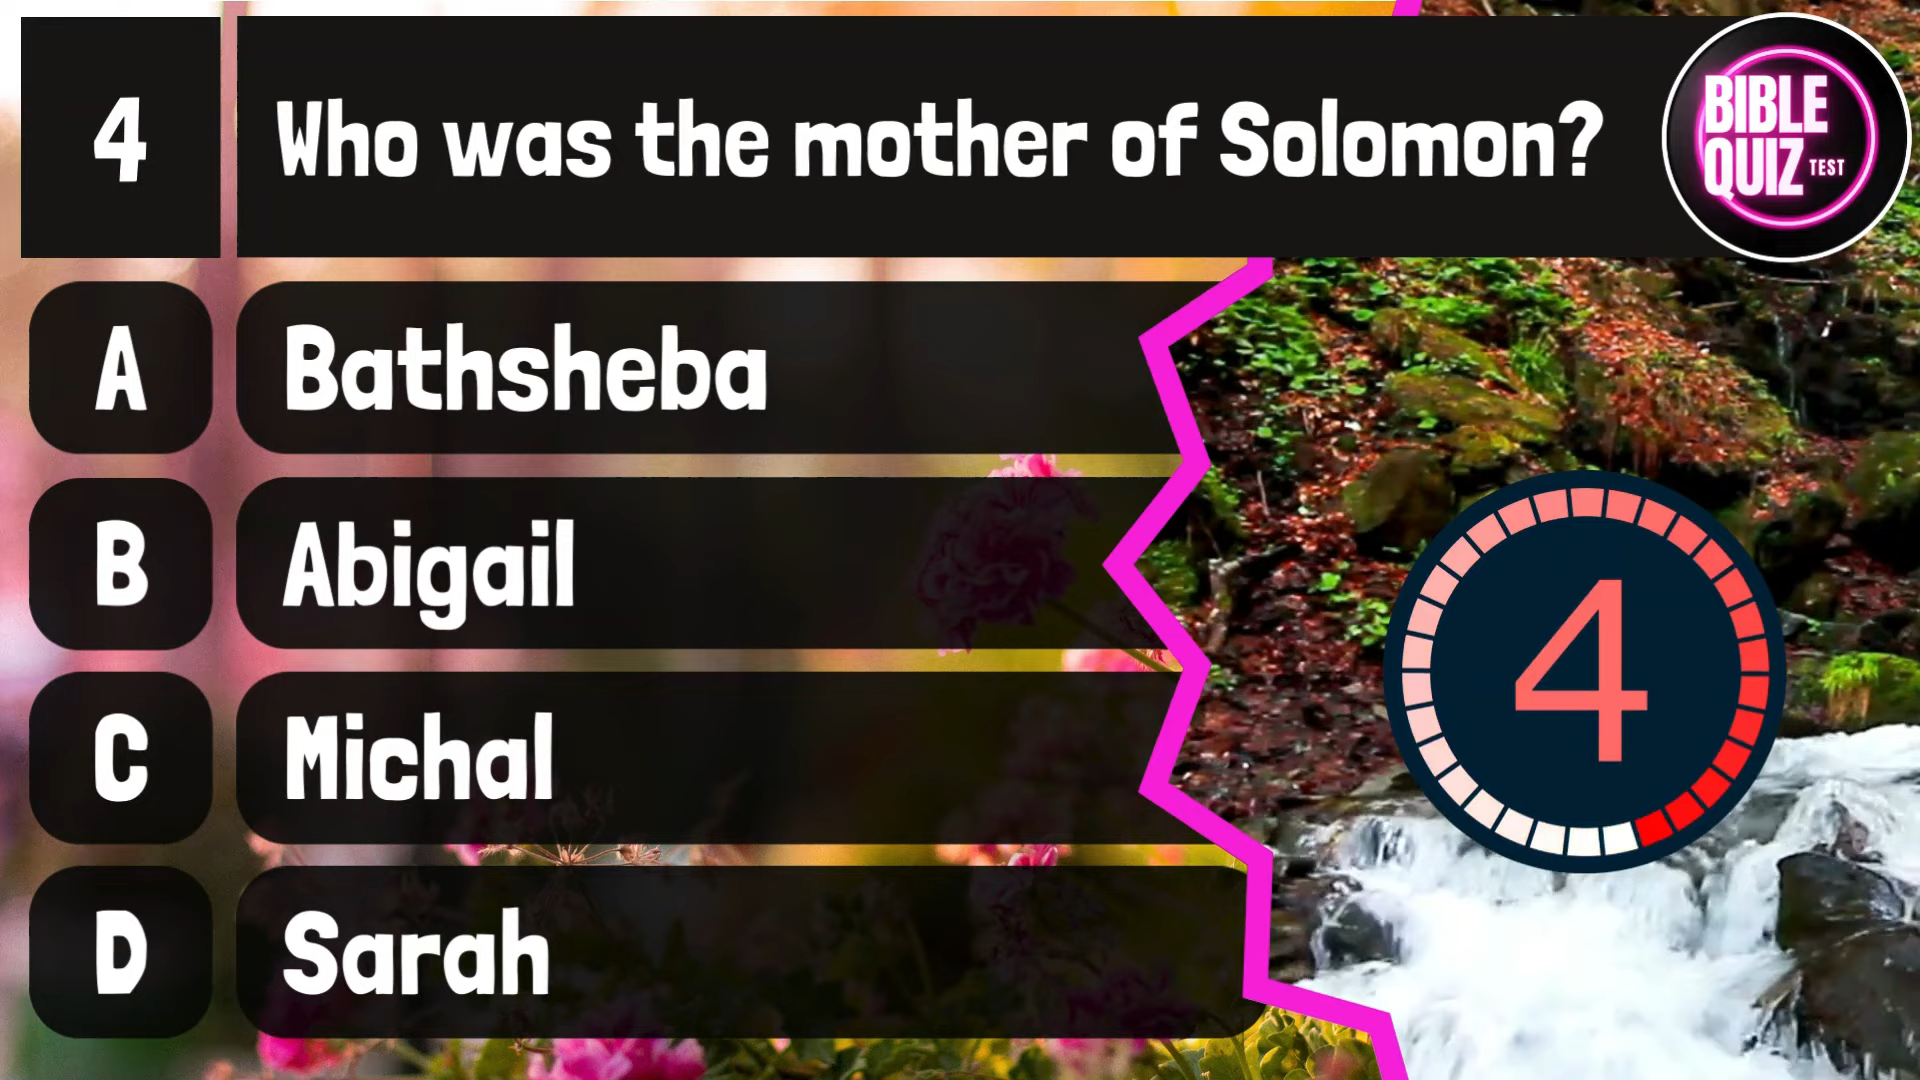 4
Who was the mother of Solomon?
BIBLE
QUIZ TEST
A
Bathsheba
B
Abigail
C
Michal
D
Sarah
4